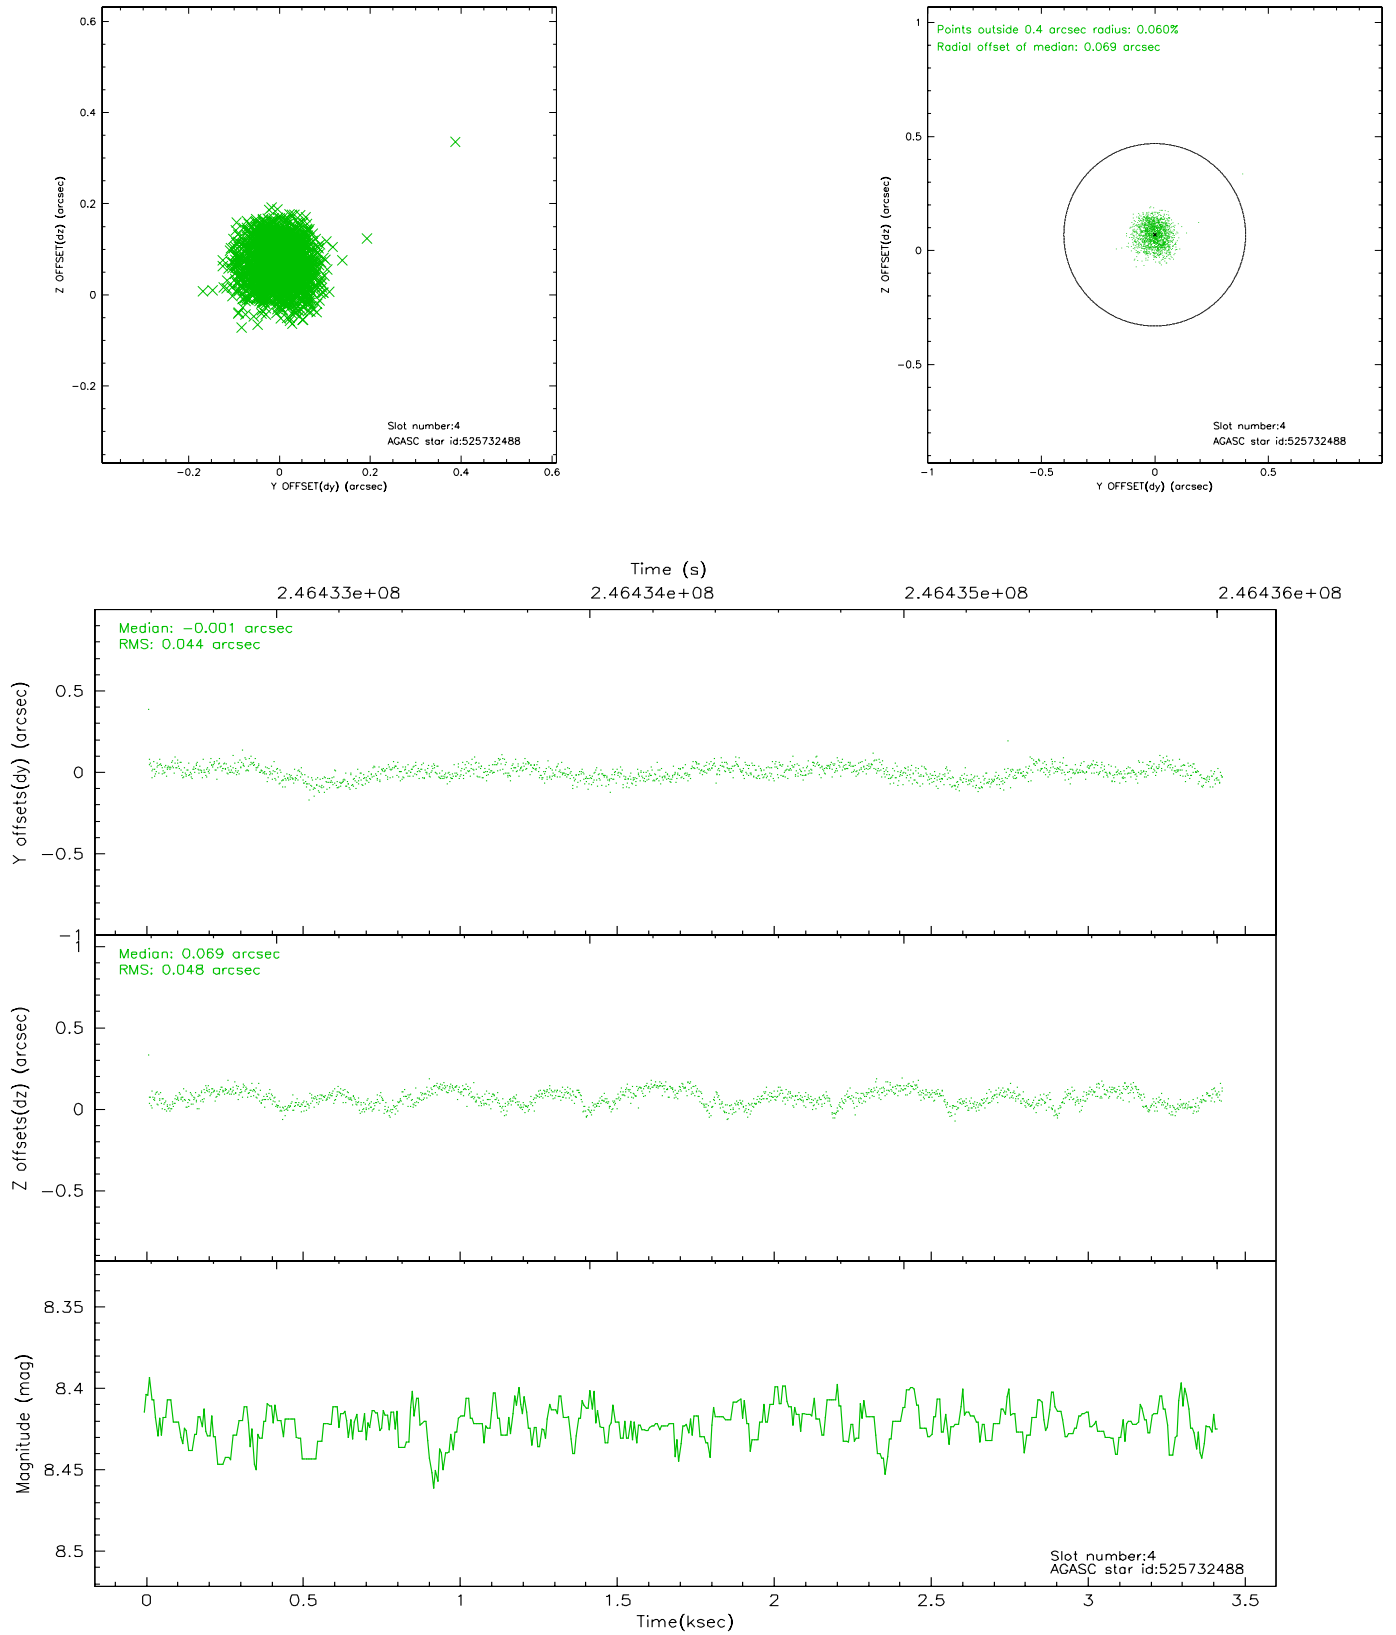 0.6
0.4
0.2
0
−0.2
Z OFFSET(dz) (arcsec)
Slot number:4
AGASC star id:525732488
−0.2 0 0.2 0.4 0.6
Y OFFSET(dy) (arcsec)
Points outside 0.4 arcsec radius: 0.060%
Radial offset of median: 0.069 arcsec
1
0.5
0
−0.5
Z OFFSET(dz) (arcsec)
Slot number:4
AGASC star id:525732488
−1 −0.5 0 0.5
Y OFFSET(dy) (arcsec)
Time (s)
2.46433e+08 2.46434e+08 2.46435e+08 2.46436e+08
Median: −0.001 arcsec
RMS: 0.044 arcsec
0.5
0
−0.5
−1
Y offsets(dy) (arcsec)
Median: 0.069 arcsec
RMS: 0.048 arcsec
1
0.5
0
−0.5
Z offsets(dz) (arcsec)
8.35
8.4
8.45
8.5
Magnitude (mag)
Slot number:4
AGASC star id:525732488
0 0.5 1 1.5 2 2.5 3 3.5
Time(ksec)